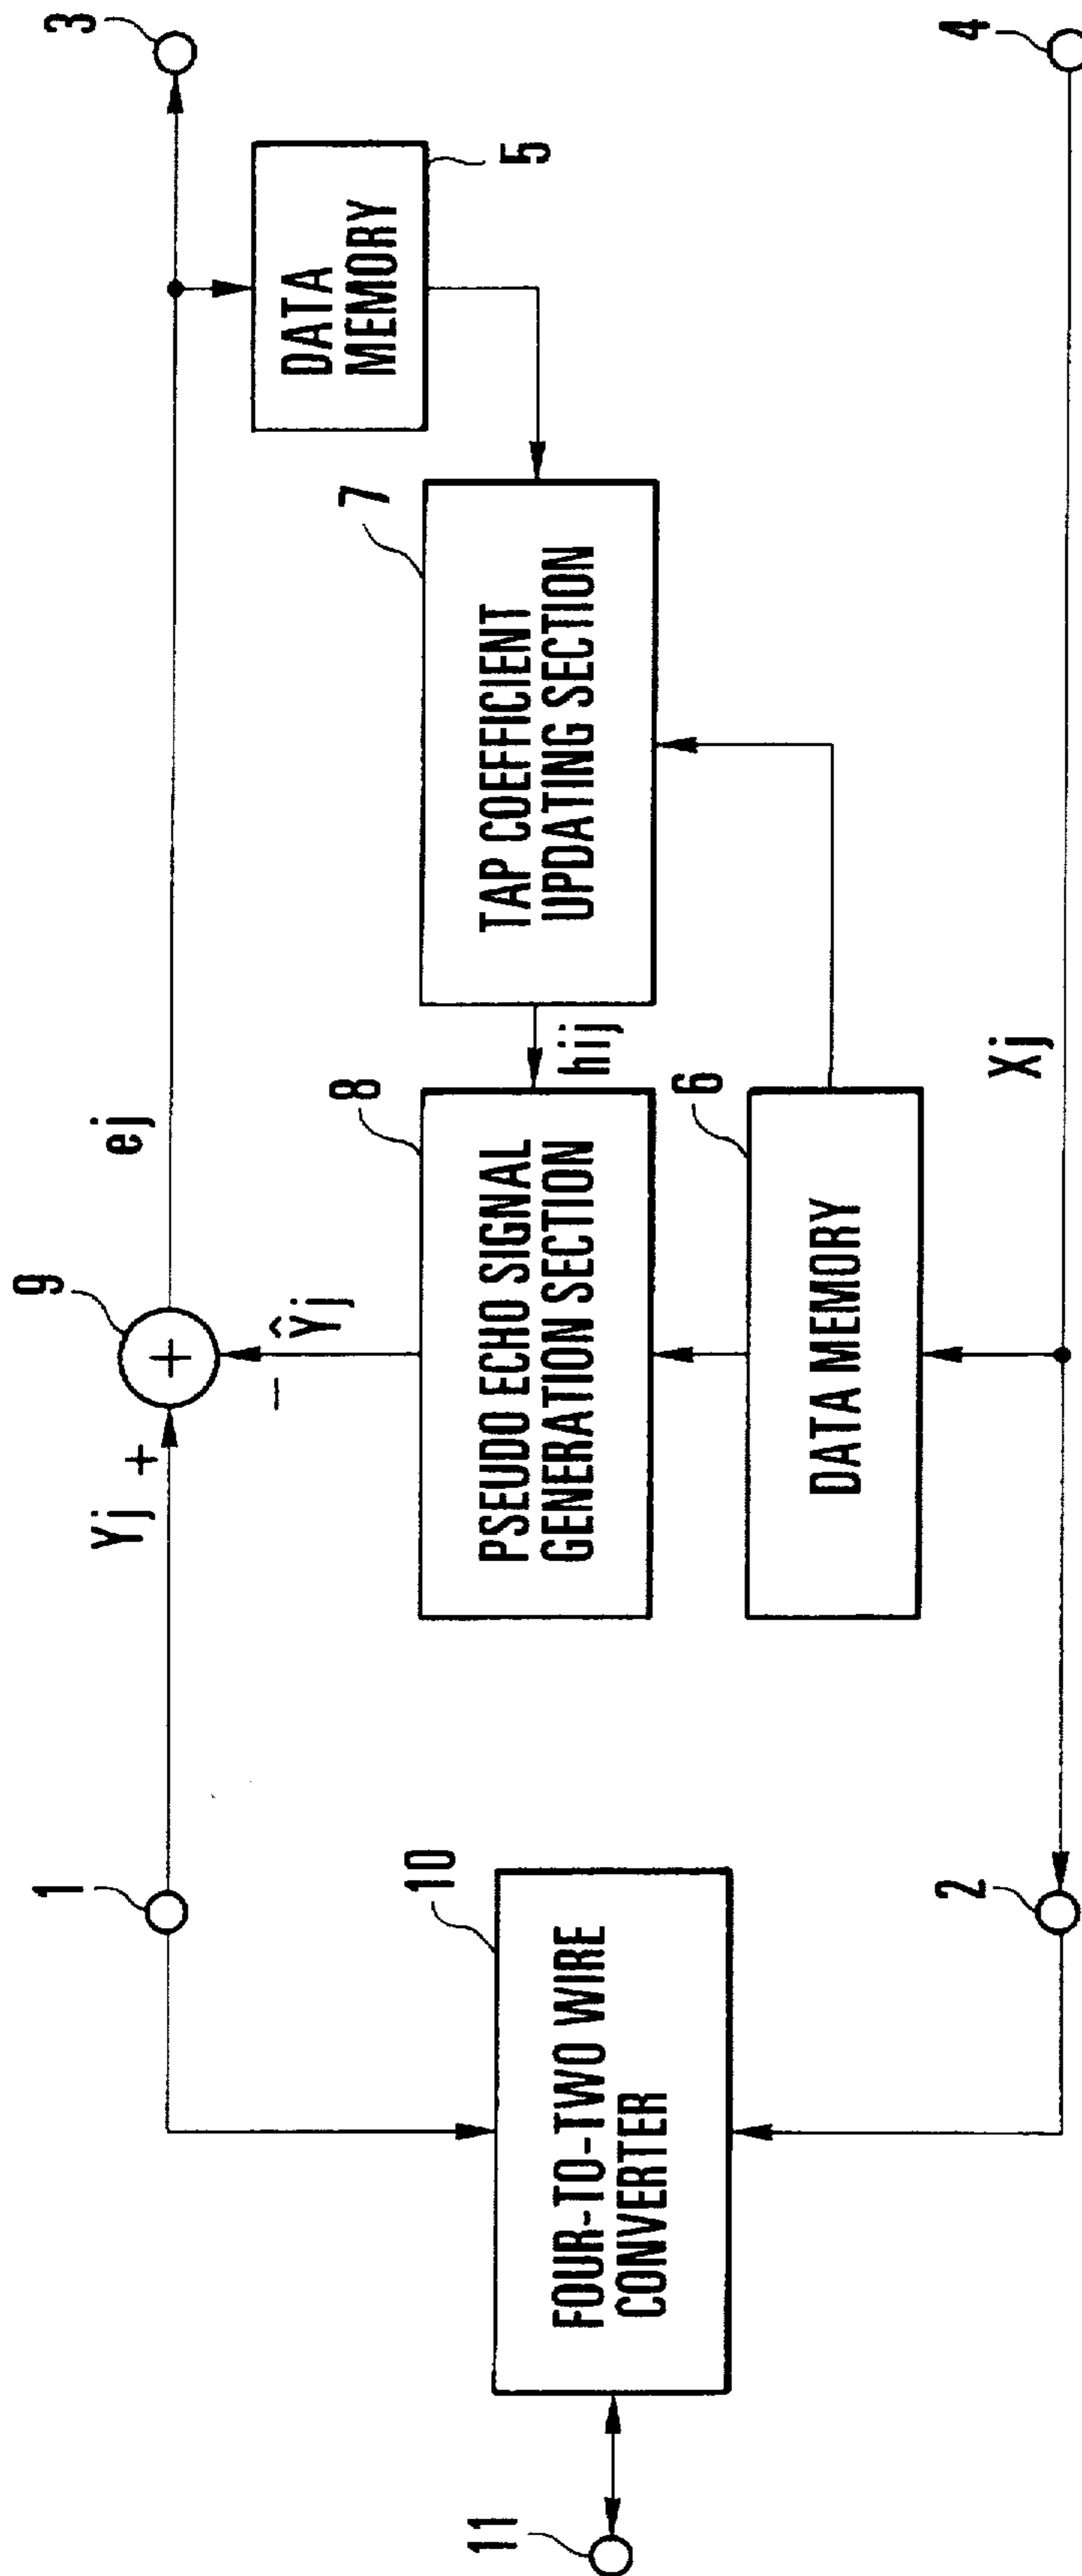 11
FOUR-TO-TWO WIRE
CONVERTER
10
1
2
Yj
+
9
+
-
Ŷj
ej
PSEUDO ECHO SIGNAL
GENERATION SECTION
8
hij
DATA MEMORY
6
Xj
TAP COEFFICIENT
UPDATING SECTION
7
DATA
MEMORY
5
3
4